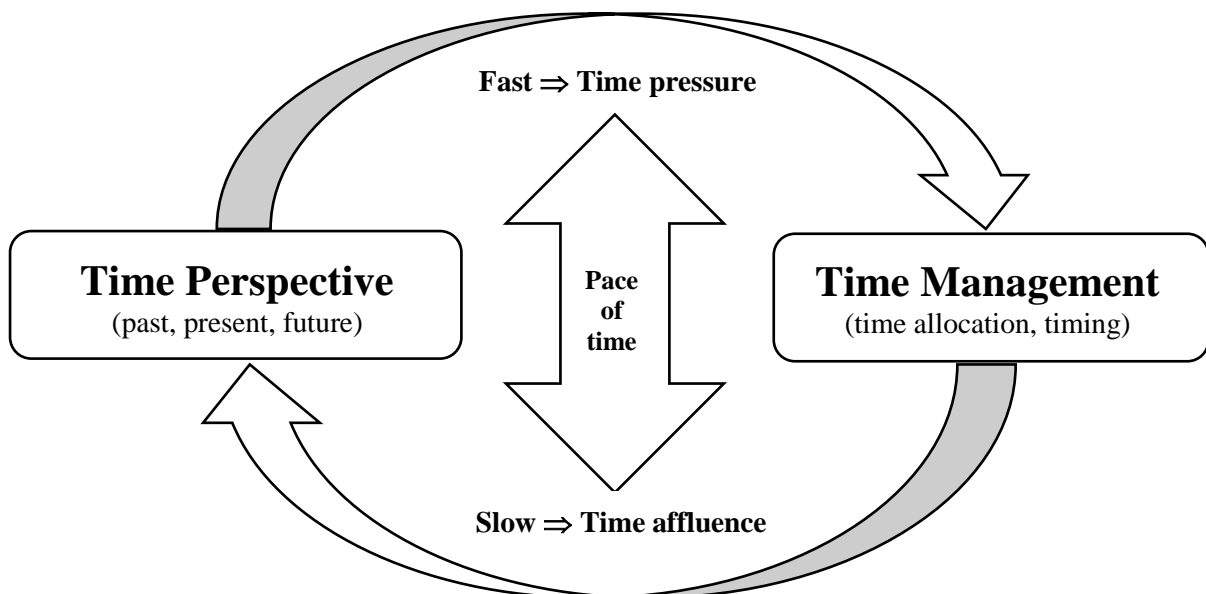 Fast ⇒ Time pressure
Time Perspective
(past, present, future)
Pace
of
time
Time Management
(time allocation, timing)
Slow ⇒ Time affluence